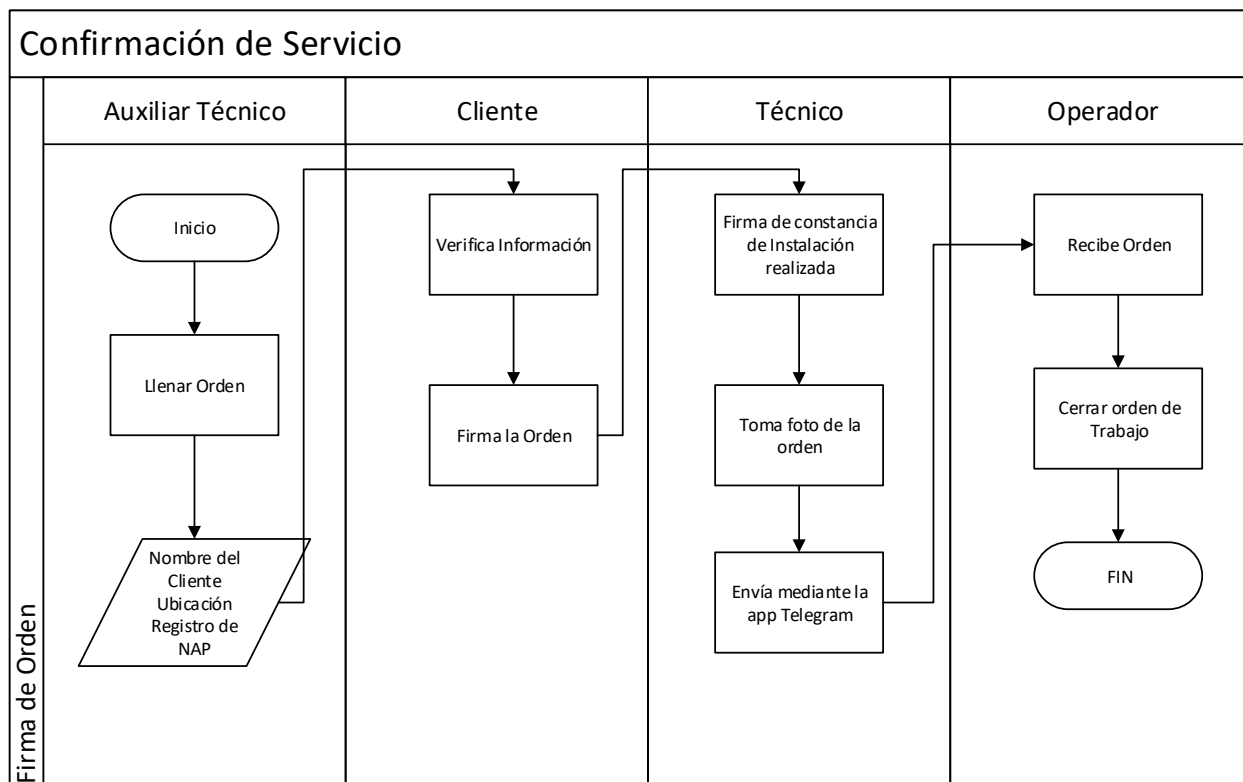 Confirmación de Servicio
Firma de Orden
Auxiliar Técnico
Cliente
Técnico
Operador
Inicio
Llenar Orden
Nombre del
Cliente
Ubicación
Registro de
NAP
Verifica Información
Firma la Orden
Firma de constancia
de Instalación
realizada
Toma foto de la
orden
Envía mediante la
app Telegram
Recibe Orden
Cerrar orden de
Trabajo
FIN